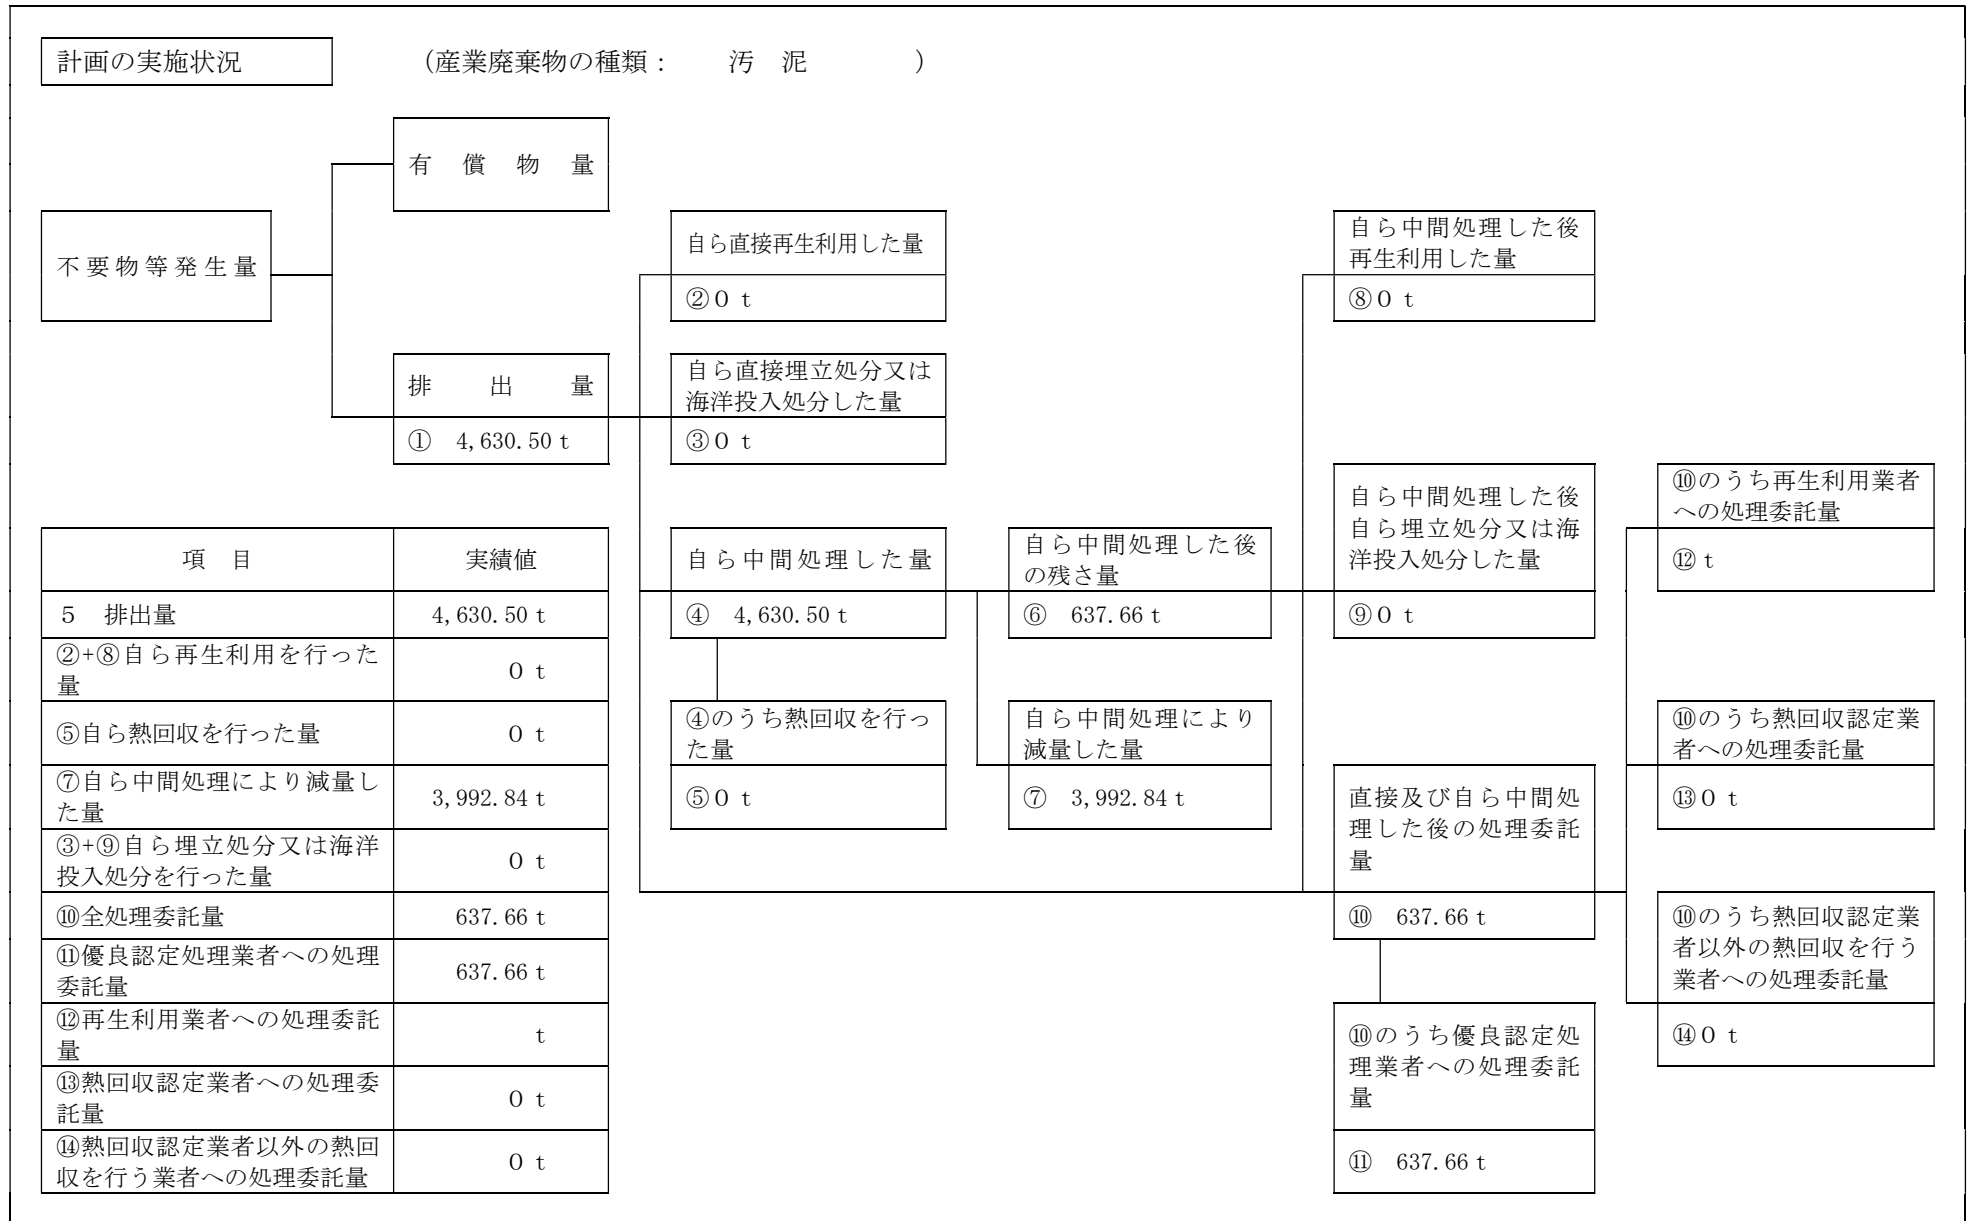 計画の実施状況 (産業廃棄物の種類: 汚 泥 )
有 償 物 量
不要物等発生量
自ら直接再生利用した量
②0 t
自ら中間処理した後
再生利用した量
⑧0 t
排 出 量
① 4,630.50 t
自ら直接埋立処分又は
海洋投入処分した量
③0 t
自ら中間処理した量
④ 4,630.50 t
自ら中間処理した後
の残さ量
⑥ 637.66 t
自ら中間処理した後
自ら埋立処分又は海
洋投入処分した量
⑨0 t
⑩のうち再生利用業者
への処理委託量
⑫ t
④のうち熱回収を行っ
た量
⑤0 t
自ら中間処理により
減量した量
⑦ 3,992.84 t
直接及び自ら中間処
理した後の処理委託
量
⑩ 637.66 t
⑩のうち熱回収認定業
者への処理委託量
⑬0 t
⑩のうち優良認定処
理業者への処理委託
量
⑪ 637.66 t
⑩のうち熱回収認定業
者以外の熱回収を行う
業者への処理委託量
⑭0 t
項 目 実績値
5 排出量 4,630.50 t
②+⑧自ら再生利用を行った
量 0 t
⑤自ら熱回収を行った量 0 t
⑦自ら中間処理により減量し
た量 3,992.84 t
③+⑨自ら埋立処分又は海洋
投入処分を行った量 0 t
⑩全処理委託量 637.66 t
⑪優良認定処理業者への処理
委託量 637.66 t
⑫再生利用業者への処理委託
量 t
⑬熱回収認定業者への処理委
託量 0 t
⑭熱回収認定業者以外の熱回
収を行う業者への処理委託量 0 t